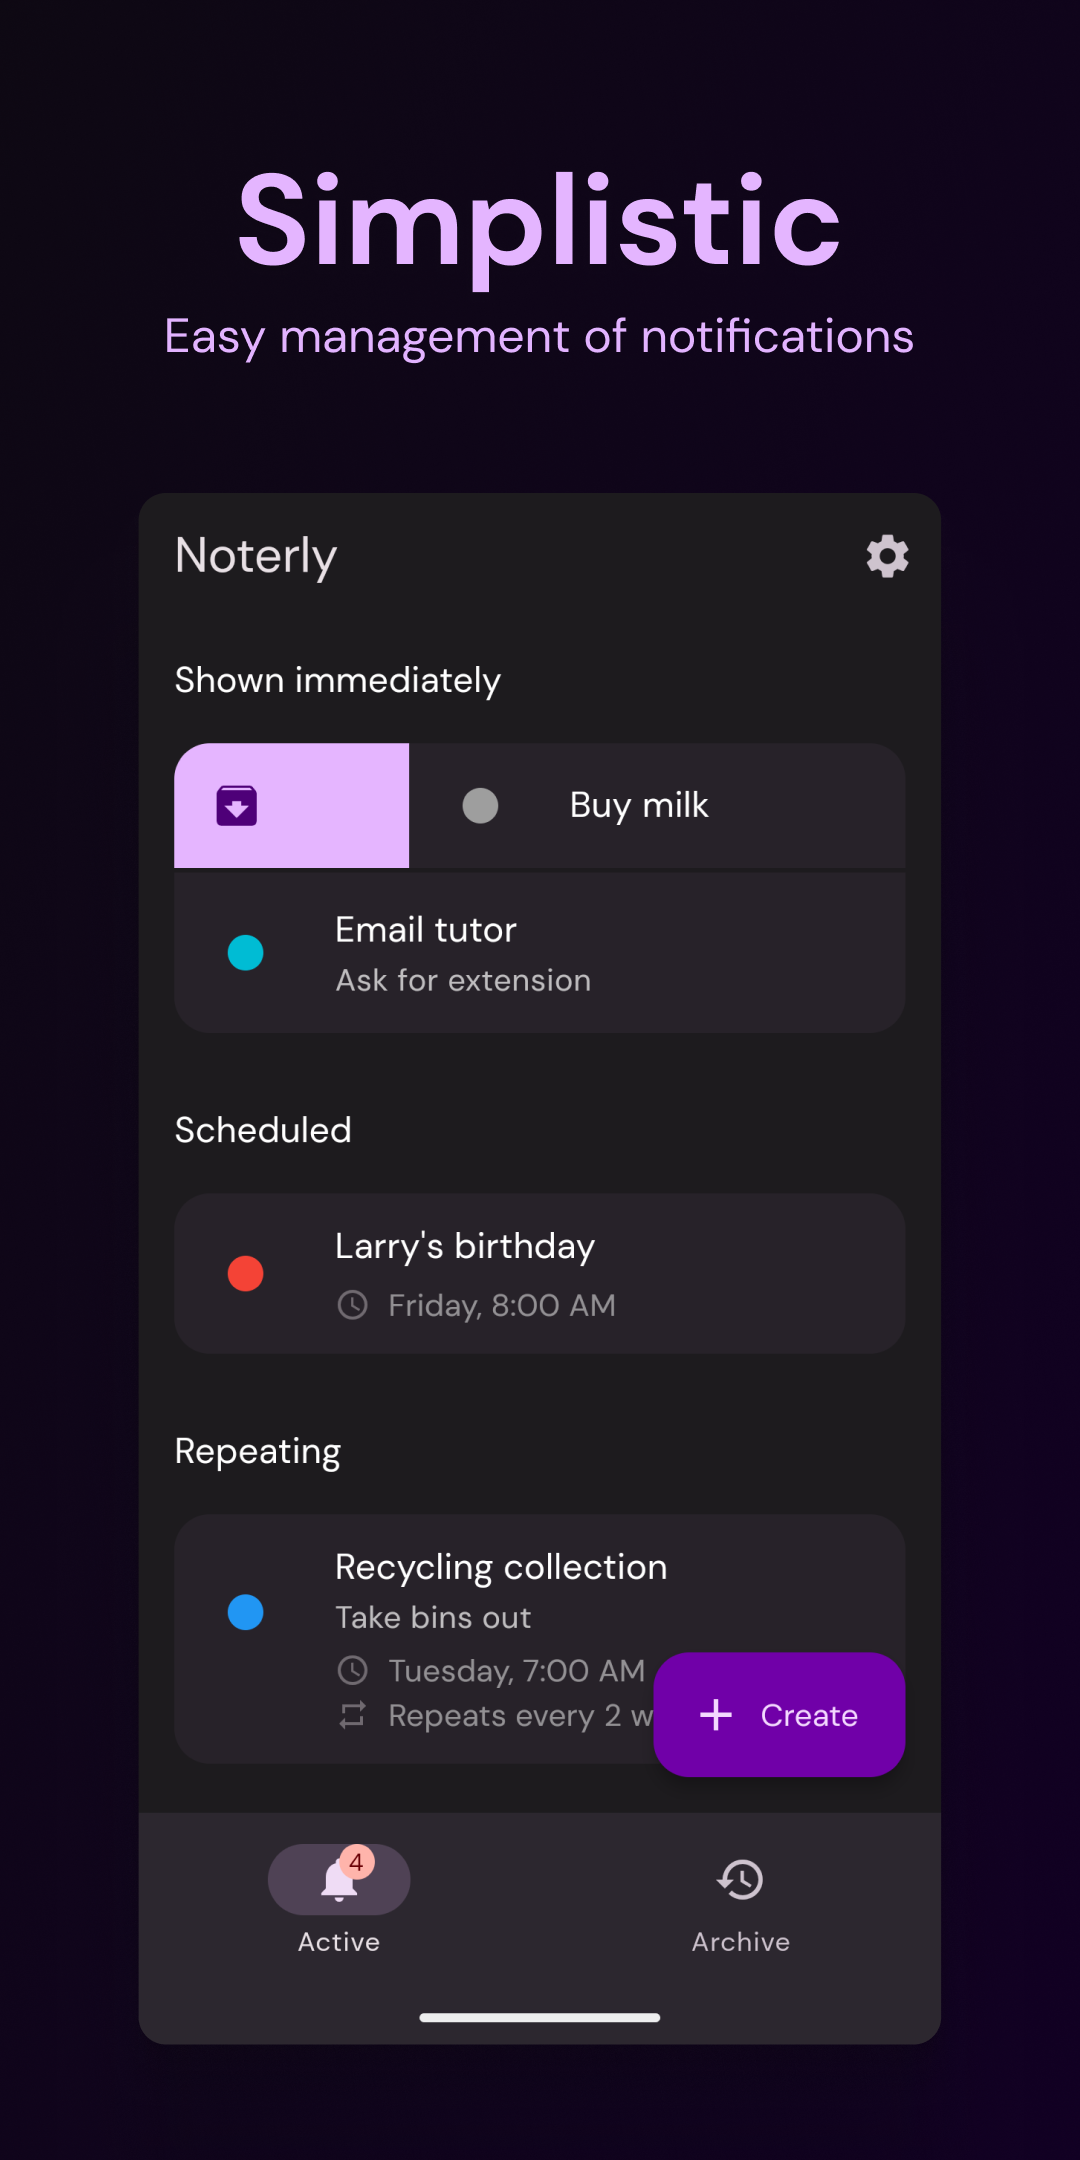 Simplistic
Easy management of notifications
Noterly
Shown immediately
Buy milk
Email tutor
Ask for extension
Scheduled
Larry's birthday
Friday, 8:00 AM
Repeating
Recycling collection
Take bins out
Tuesday, 7:00 AM
Repeats every 2 w
Create
4
Active
Archive